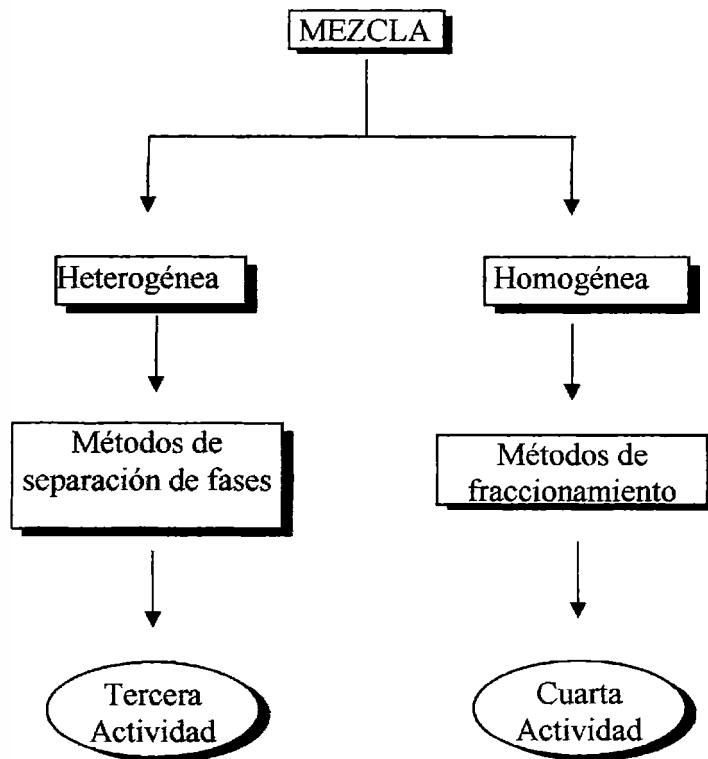 MEZCLA
Heterogénea
Homogénea
Métodos de
separación de fases
Métodos de
fraccionamiento
Tercera
Actividad
Cuarta
Actividad